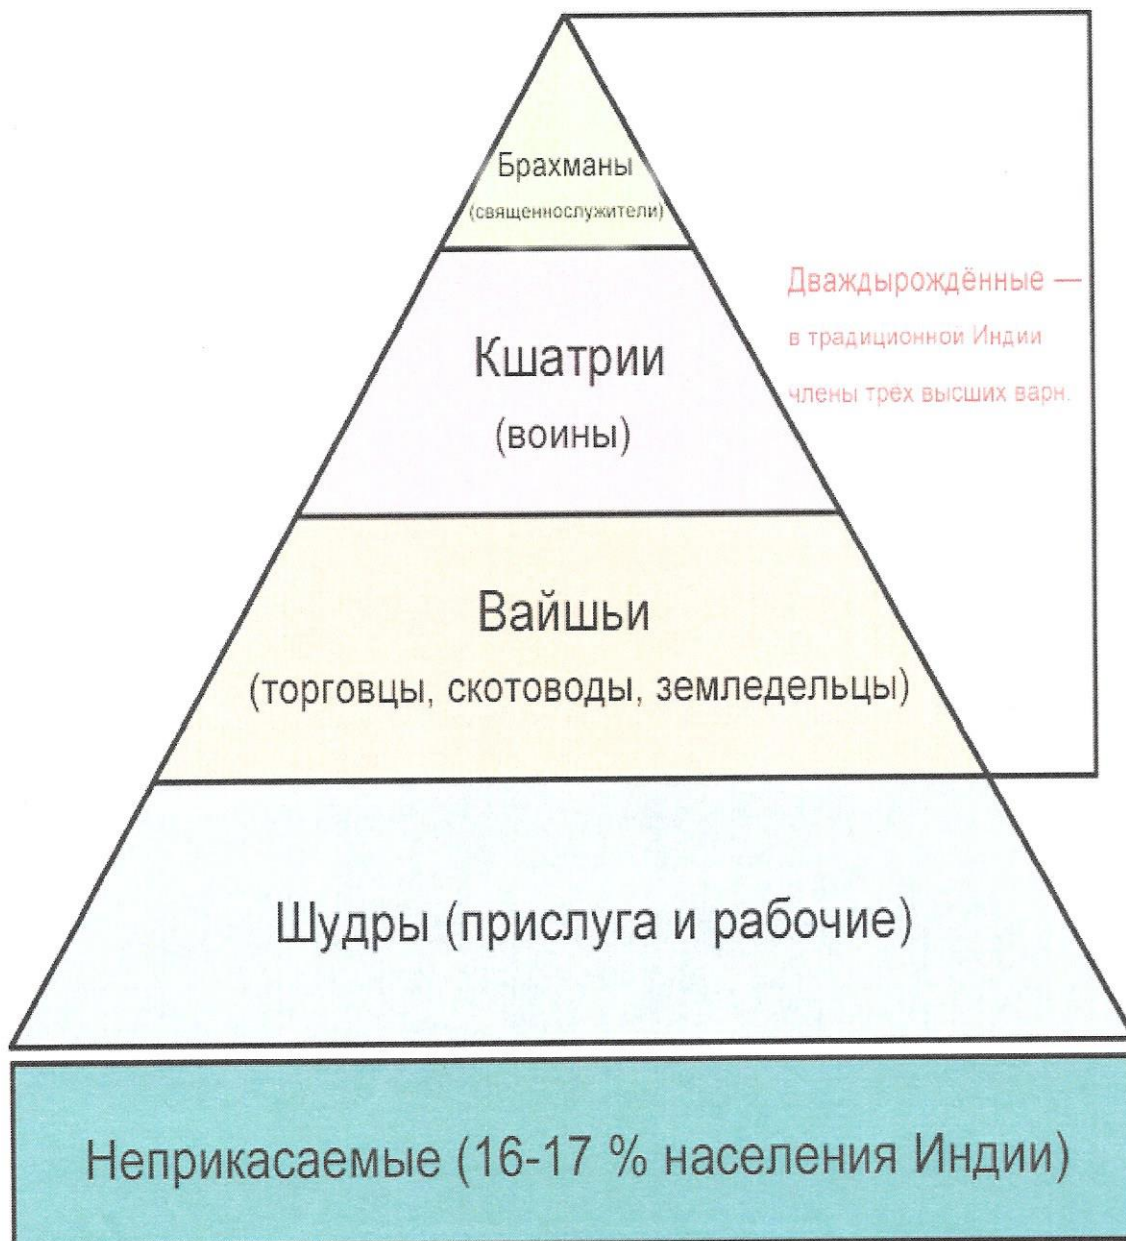 Брахманы
(священнослужители)
Дваждырождённые —
в традиционной Индии
члены трёх высших варн.
Кшатрии
(воины)
Вайшьи
(торговцы, скотоводы, земледельцы)
Шудры (прислуга и рабочие)
Неприкасаемые (16-17 % населения Индии)